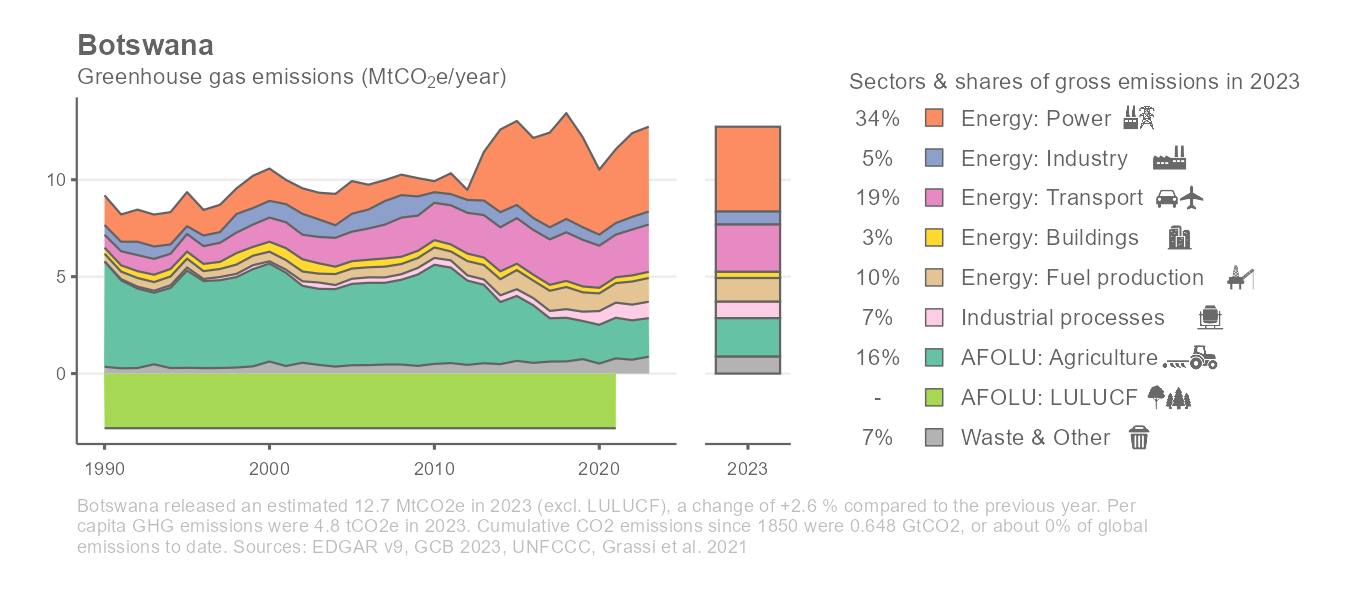 Botswana
Greenhouse gas emissions (MtCO₂e/year)
10
5
0
1990
2000
2010
2020
2023
Sectors & shares of gross emissions in 2023
34% Energy: Power
5% Energy: Industry
19% Energy: Transport
3% Energy: Buildings
10% Energy: Fuel production
7% Industrial processes
16% AFOLU: Agriculture
- AFOLU: LULUCF
7% Waste & Other
Botswana released an estimated 12.7 MtCO2e in 2023 (excl. LULUCF), a change of +2.6 % compared to the previous year. Per
capita GHG emissions were 4.8 tCO2e in 2023. Cumulative CO2 emissions since 1850 were 0.648 GtCO2, or about 0% of global
emissions to date. Sources: EDGAR v9, GCB 2023, UNFCCC, Grassi et al. 2021